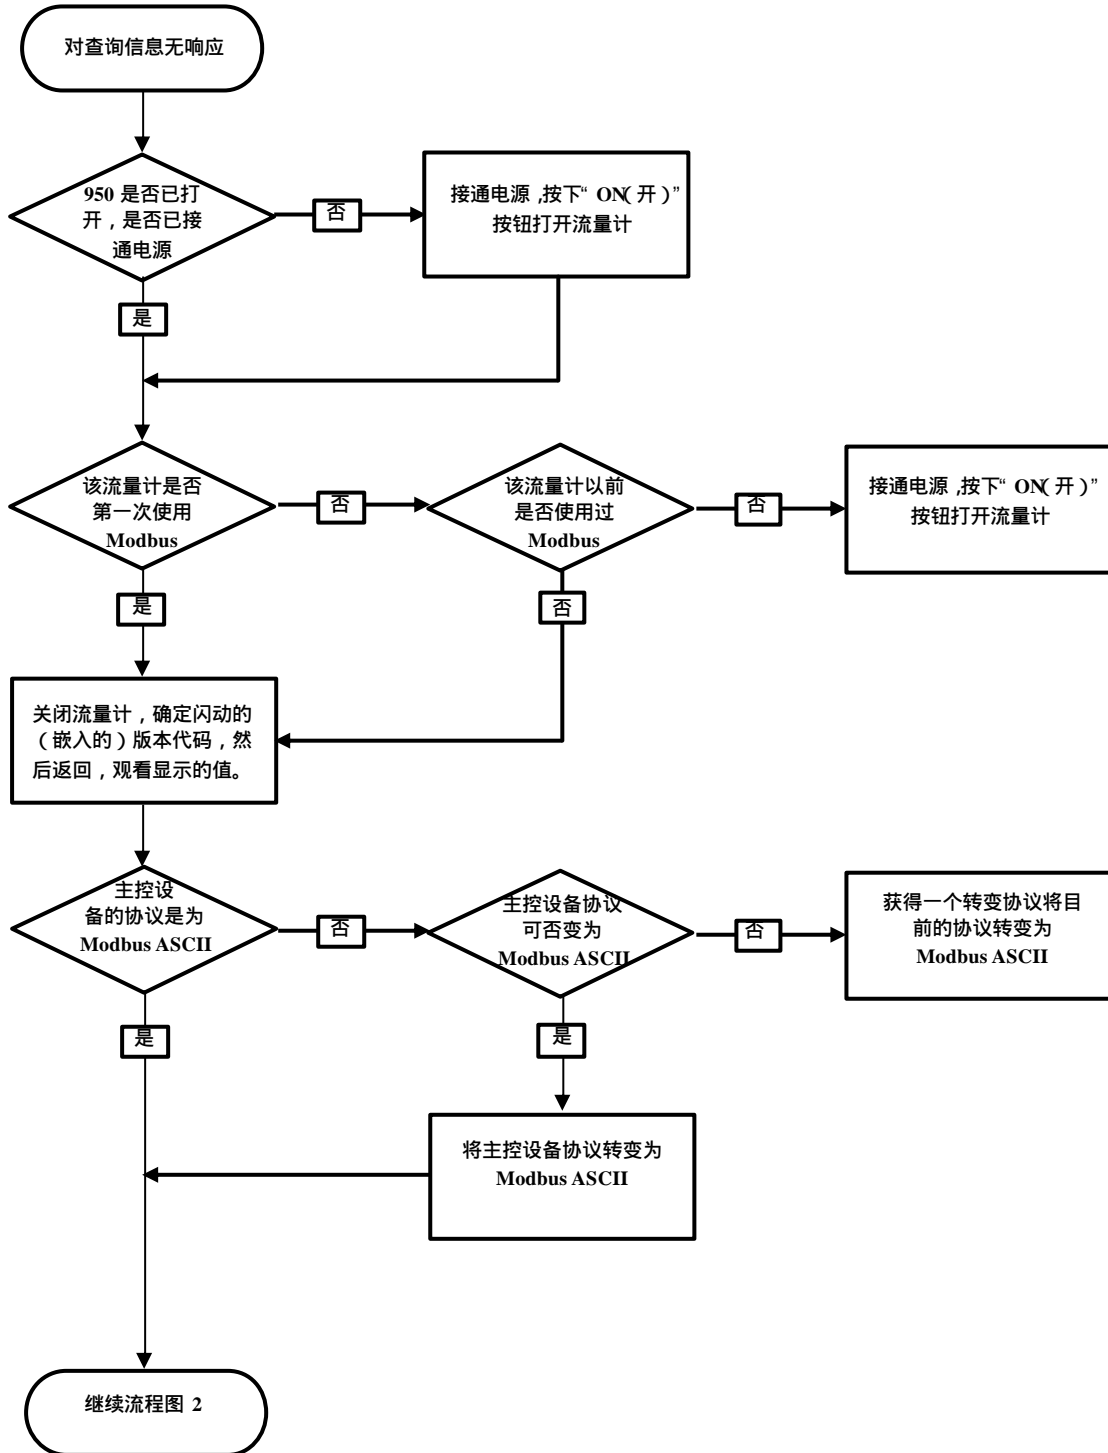 对查询信息无响应
950 是否已打
开，是否已接
通电源
否
接通电源 ,按下“ ON( 开 )”
按钮打开流量计
是
该流量计是否
第一次使用
Modbus
否
该流量计以前
是否使用过
Modbus
否
接通电源 ,按下“ ON( 开 )”
按钮打开流量计
是
否
关闭流量计，确定闪动的
（嵌入的）版本代码，然
后返回，观看显示的值。
主控设
备的协议是为
Modbus ASCII
否
主控设备协议
可否变为
Modbus ASCII
否
获得一个转变协议将目
前的协议转变为
Modbus ASCII
是
是
将主控设备协议转变为
Modbus ASCII
继续流程图 2